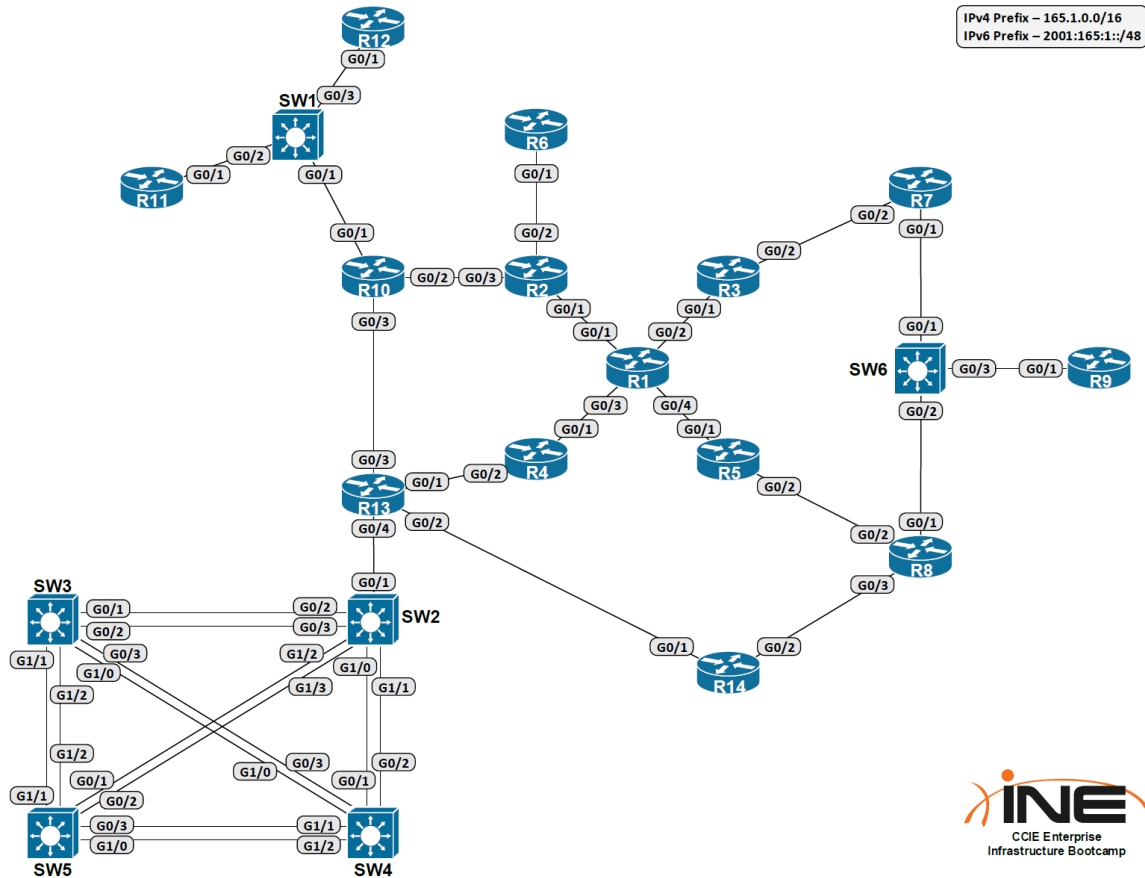 IPv4 Prefix – 165.1.0.0/16
IPv6 Prefix – 2001:165:1::/48
R12
G0/1
G0/3
SW1
G0/2
G0/1
R11
G0/1
G0/1
R10
G0/2
G0/3
G0/3
R6
G0/1
G0/2
R2
G0/1
G0/1
R1
G0/2
G0/1
R3
G0/2
G0/2
R7
G0/1
G0/1
SW6
G0/3
G0/1
R9
G0/2
G0/1
R8
G0/2
G0/3
G0/3
G0/1
R4
G0/2
G0/4
G0/1
R5
G0/2
G0/3
R13
G0/1
G0/2
G0/4
G0/1
R14
G0/1
G0/2
SW3
G0/1
G0/2
G0/3
G1/0
G1/1
G1/2
SW2
G0/2
G0/3
G1/2
G1/3
G1/0
G1/1
G1/2
G1/1
G0/1
G0/2
G0/3
G1/0
SW5
G0/3
G1/0
G0/1
G0/2
G1/1
G1/2
SW4
iNE
CCIE Enterprise
Infrastructure Bootcamp